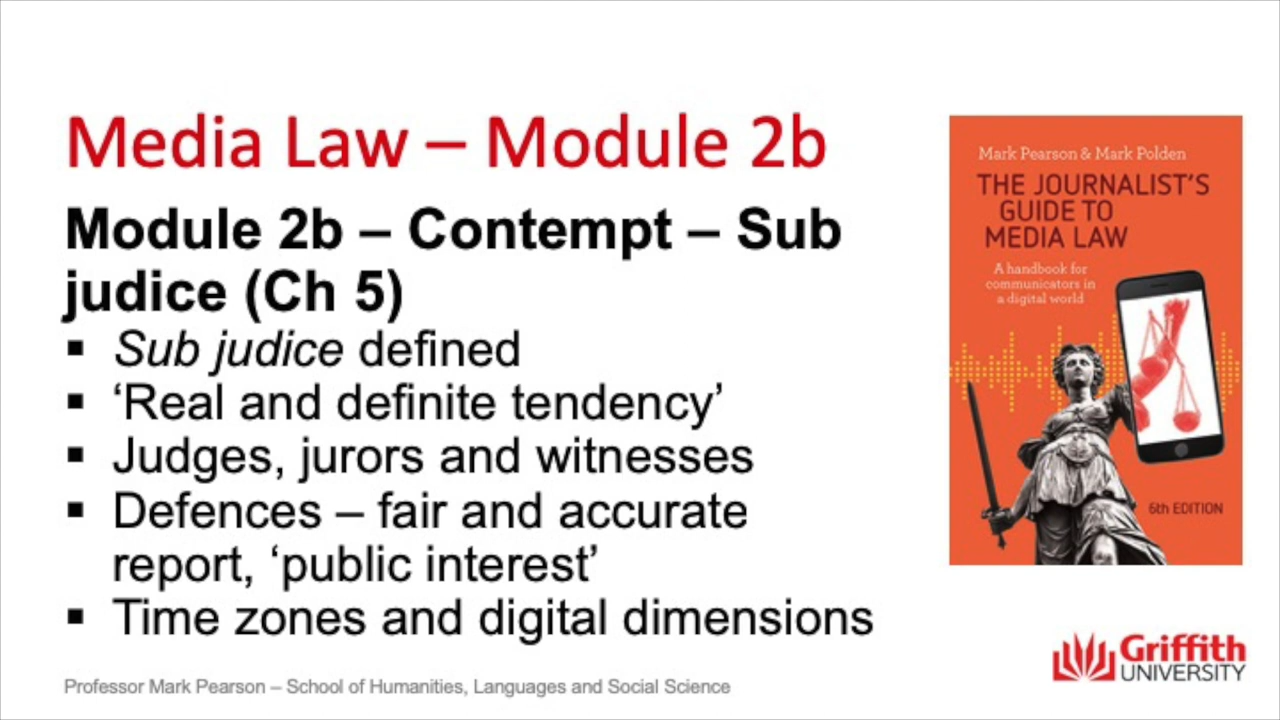 Media Law – Module 2b
Module 2b – Contempt – Sub
judice (Ch 5)
▪ Sub judice defined
▪ ‘Real and definite tendency’
▪ Judges, jurors and witnesses
▪ Defences – fair and accurate
report, ‘public interest’
▪ Time zones and digital dimensions
Professor Mark Pearson – School of Humanities, Languages and Social Science
Mark Pearson & Mark Polden
THE JOURNALIST'S
GUIDE TO
MEDIA LAW
A handbook for
communicators in
a digital world
6th EDITION
Griffith
UNIVERSITY